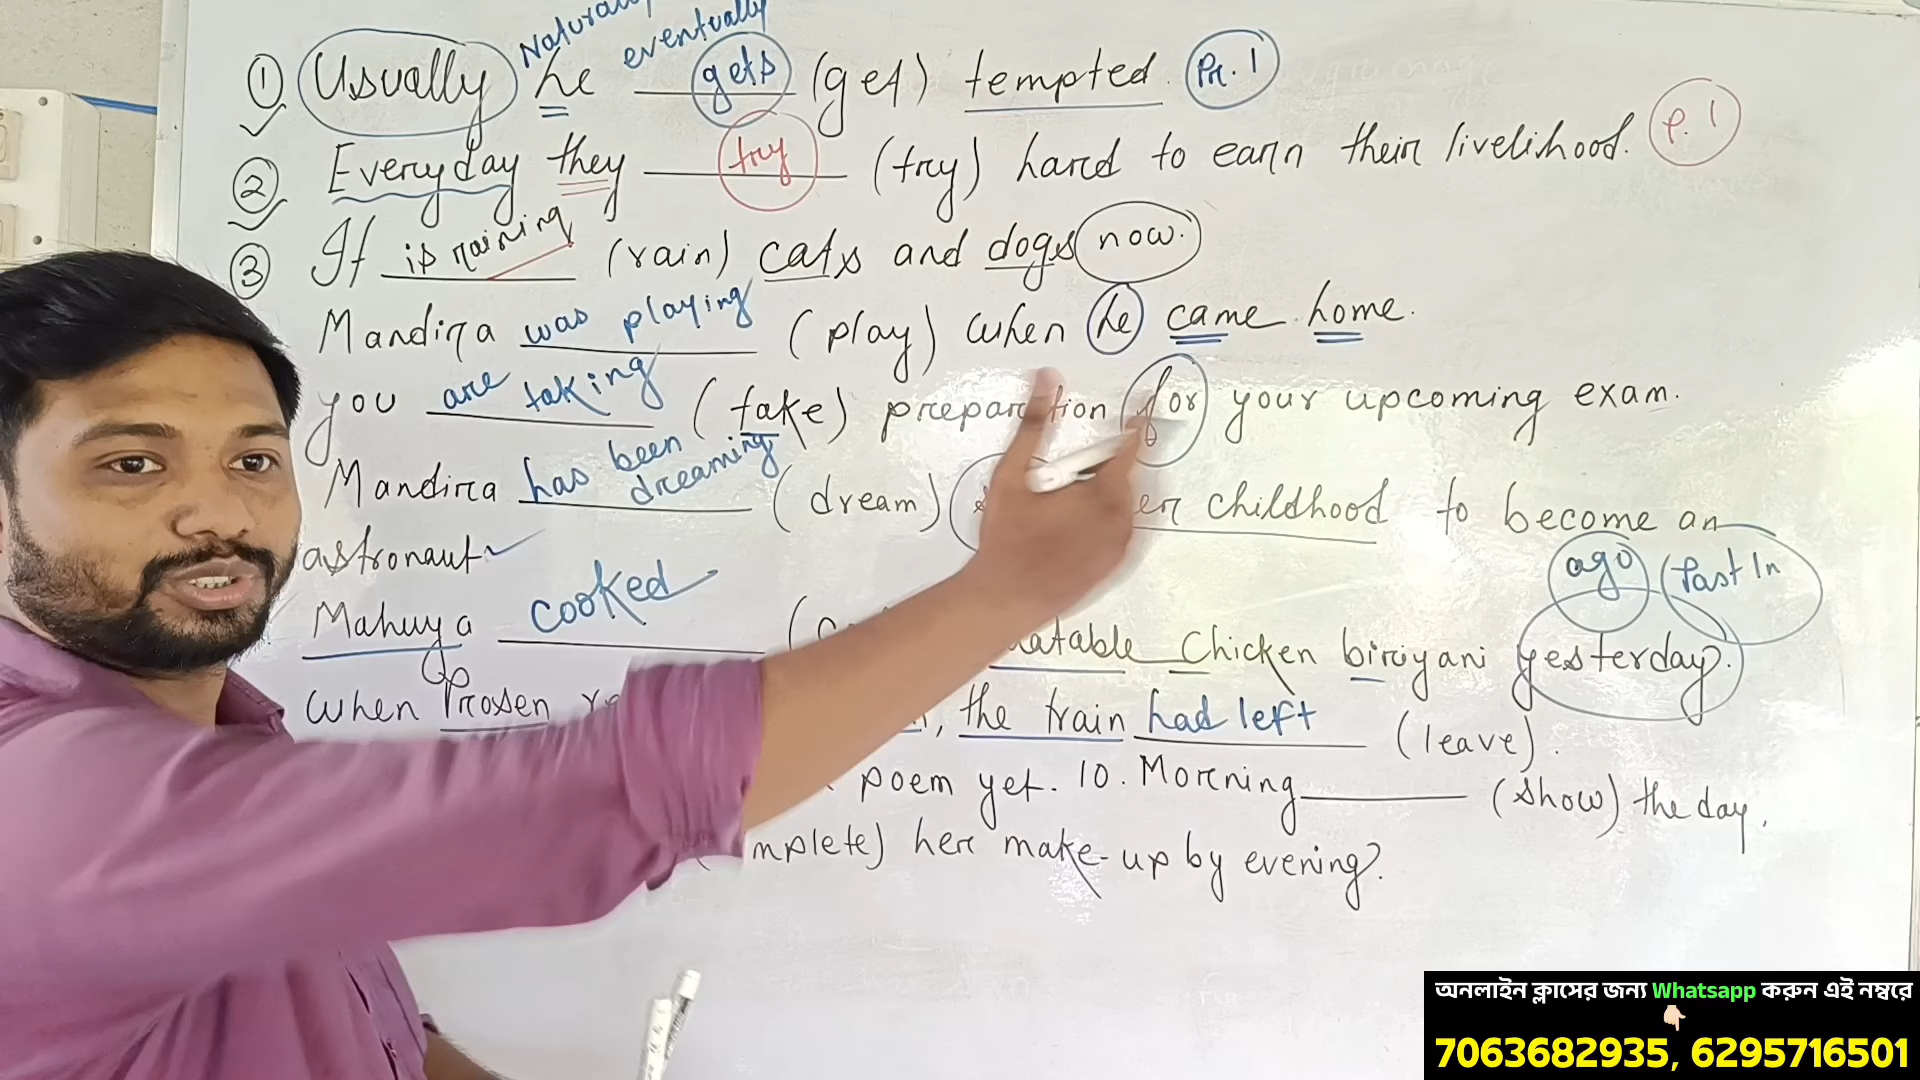 Naturally eventually
① Usually he gets (get) tempted. Pr. 1
② Everyday they try (try) hard to earn their livelihood. P. 1
③ It is raining (rain) cats and dogs now.
Mandira was playing (play) when he came home.
you are taking (take) preparation for your upcoming exam.
Mandira has been dreaming (dream) childhood to become an
astronaut
ago Past In
Mahuya cooked Chicken biriyani yesterday.
When Prosen , the train had left (leave).
poem yet. 10. Morning (show) the day.
her make-up by evening?
অনলাইন ক্লাসের জন্য Whatsapp করুন এই নম্বরে
7063682935, 6295716501